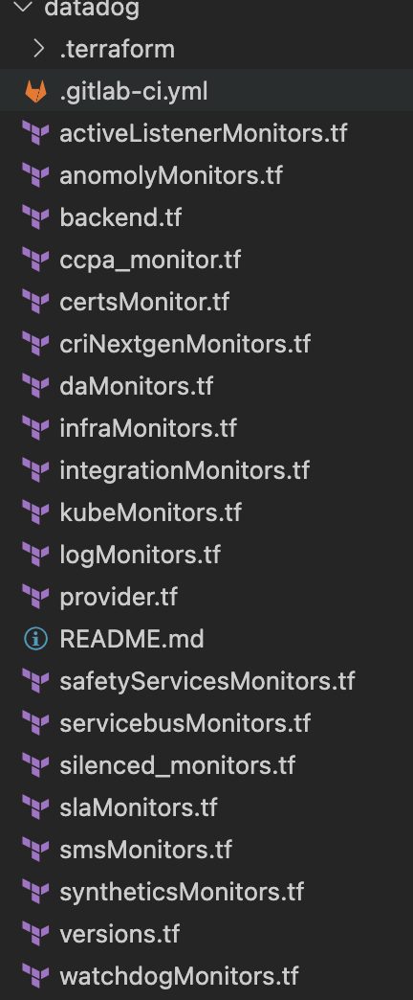 datadog
.terraform
.gitlab-ci.yml
activeListenerMonitors.tf
anomolyMonitors.tf
backend.tf
ccpa_monitor.tf
certsMonitor.tf
criNextgenMonitors.tf
daMonitors.tf
infraMonitors.tf
integrationMonitors.tf
kubeMonitors.tf
logMonitors.tf
provider.tf
README.md
safetyServicesMonitors.tf
servicebusMonitors.tf
silenced_monitors.tf
slaMonitors.tf
smsMonitors.tf
syntheticsMonitors.tf
versions.tf
watchdogMonitors.tf